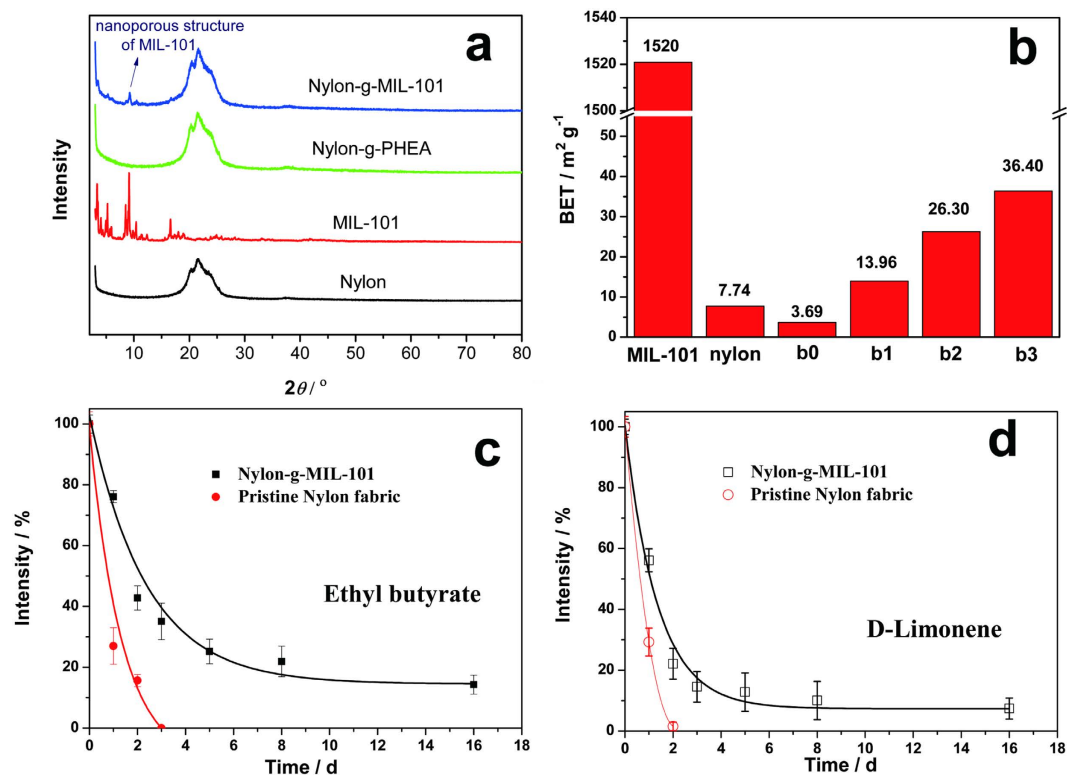 a
nanoporous structure
of MIL-101
Nylon-g-MIL-101
Nylon-g-PHEA
MIL-101
Nylon
Intensity
10 20 30 40 50 60 70 80
2θ / °
b
1540
1520
1500
50
40
30
20
10
0
BET / m² g⁻¹
1520
7.74
3.69
13.96
26.30
36.40
MIL-101 nylon b0 b1 b2 b3
c
Nylon-g-MIL-101
Pristine Nylon fabric
Ethyl butyrate
100
80
60
40
20
0
Intensity / %
0 2 4 6 8 10 12 14 16 18
Time / d
d
Nylon-g-MIL-101
Pristine Nylon fabric
D-Limonene
100
80
60
40
20
0
Intensity / %
0 2 4 6 8 10 12 14 16 18
Time / d